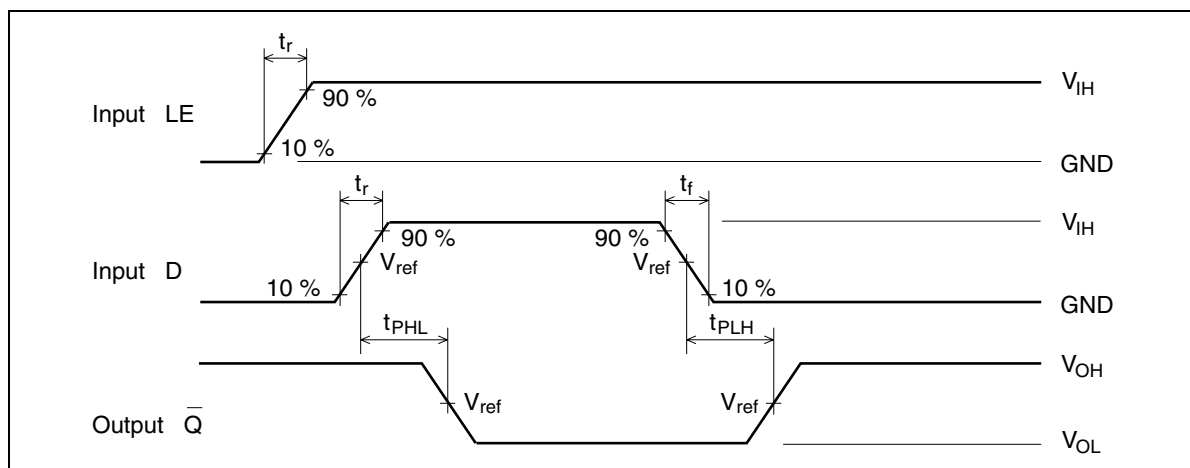 t_r
Input LE
90 %
V_IH
10 %
GND
t_r
t_f
V_IH
90 %
90 %
Input D
V_ref
V_ref
10 %
10 %
GND
t_PHL
t_PLH
V_OH
Output Q̅
V_ref
V_ref
V_OL